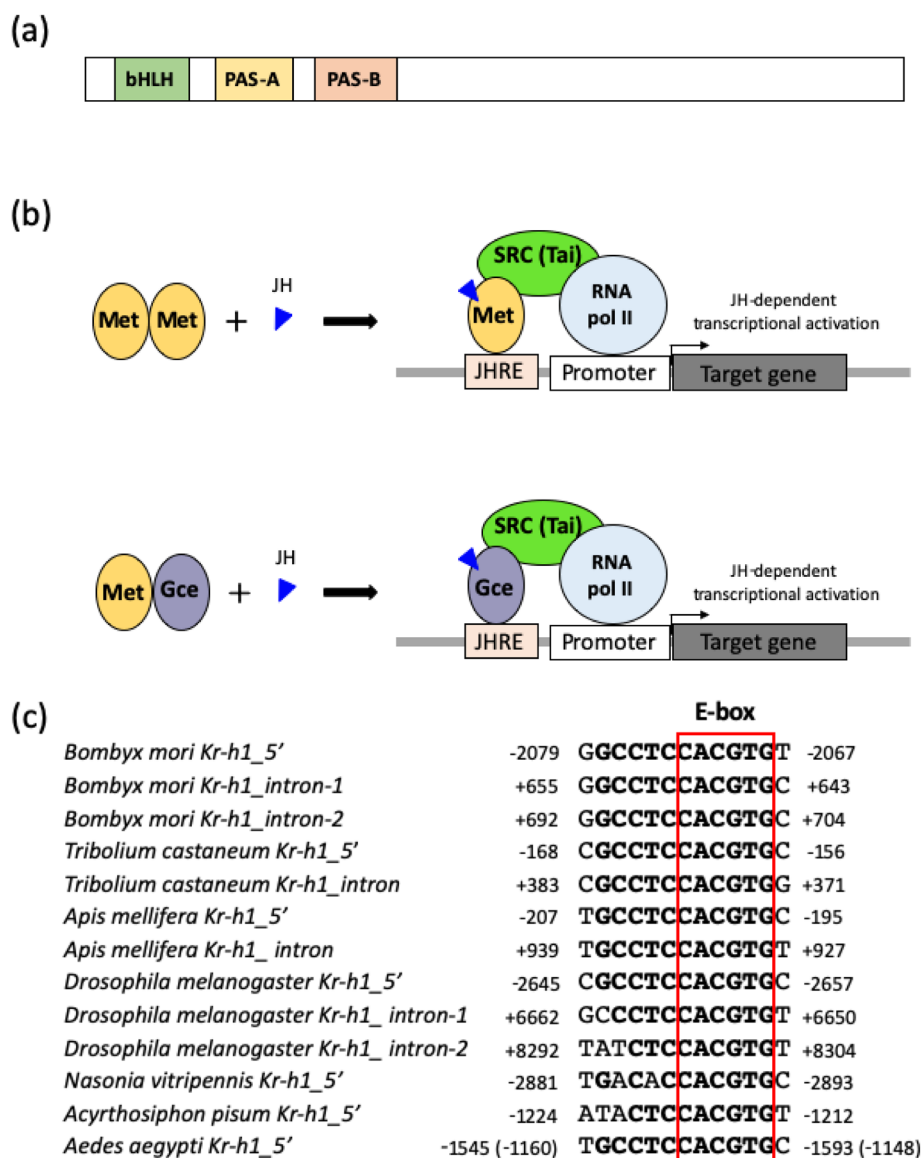 (a)
bHLH PAS-A PAS-B
(b)
JH
Met Met + SRC (Tai)
Met
RNA
pol II
JH-dependent
transcriptional activation
JHRE Promoter Target gene
JH
Met Gce + SRC (Tai)
Gce
RNA
pol II
JH-dependent
transcriptional activation
JHRE Promoter Target gene
(c)
E-box
Bombyx mori Kr-h1_5’ -2079 GGCCTCCACGTGT -2067
Bombyx mori Kr-h1_intron-1 +655 GGCCTCCACGTGC +643
Bombyx mori Kr-h1_intron-2 +692 GGCCTCCACGTGC +704
Tribolium castaneum Kr-h1_5’ -168 CGCCTCCACGTGC -156
Tribolium castaneum Kr-h1_intron +383 CGCCTCCACGTGG +371
Apis mellifera Kr-h1_5’ -207 TGCCTCCACGTGC -195
Apis mellifera Kr-h1_ intron +939 TGCCTCCACGTGT +927
Drosophila melanogaster Kr-h1_5’ -2645 CGCCTCCACGTGC -2657
Drosophila melanogaster Kr-h1_ intron-1 +6662 GCCCTCCACGTGT +6650
Drosophila melanogaster Kr-h1_ intron-2 +8292 TATCTCCACGTGT +8304
Nasonia vitripennis Kr-h1_5’ -2881 TGACACCACGTGC -2893
Acyrthosiphon pisum Kr-h1_5’ -1224 ATACTCCACGTGT -1212
Aedes aegypti Kr-h1_5’ -1545 (-1160) TGCCTCCACGTGC -1593 (-1148)